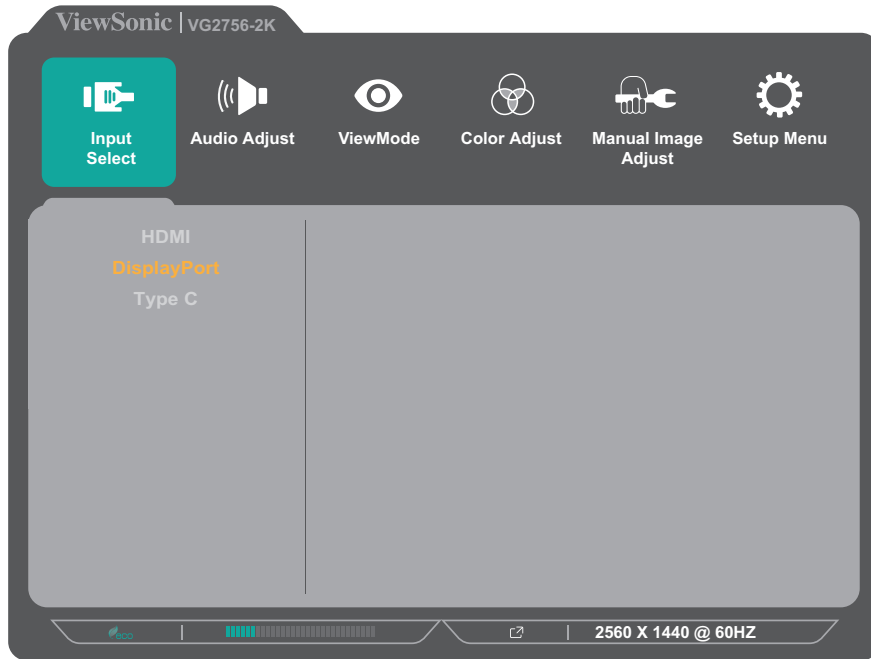 ViewSonic | VG2756-2K
Input Select
Audio Adjust
ViewMode
Color Adjust
Manual Image Adjust
Setup Menu
HDMI
DisplayPort
Type C
eco
2560 X 1440 @ 60HZ